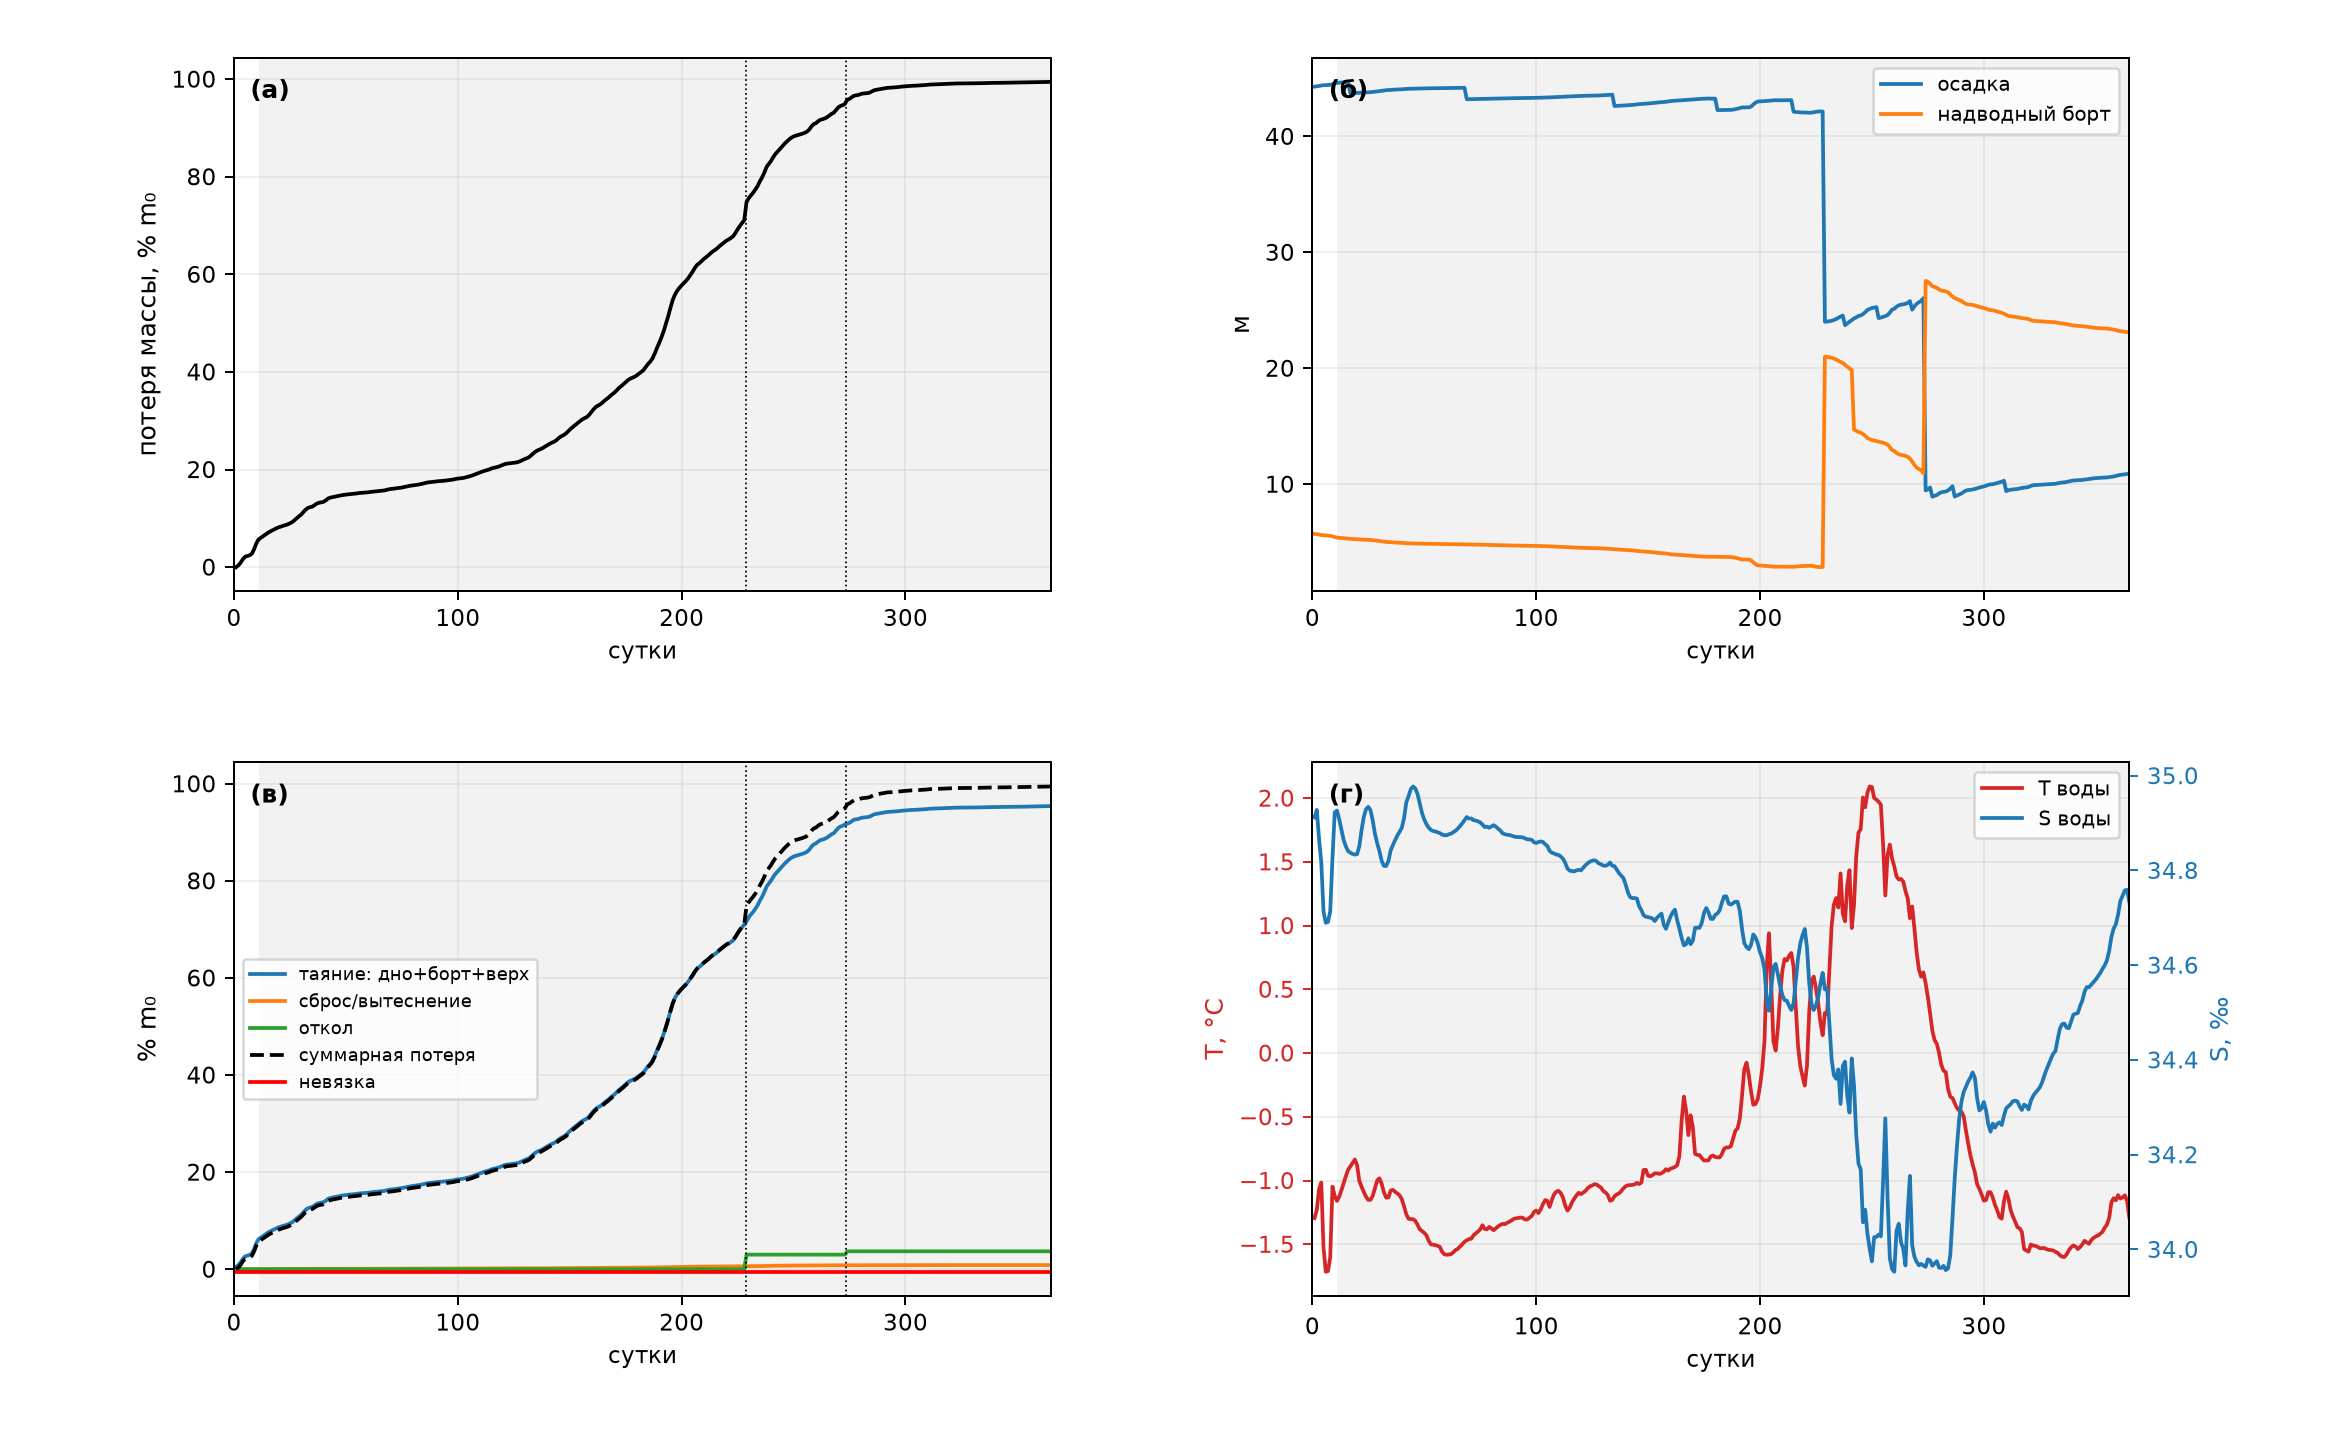 (а)
потеря массы, % m₀
100
80
60
40
20
0
0 100 200 300
сутки
(б)
осадка
надводный борт
м
40
30
20
10
0 100 200 300
сутки
(в)
% m₀
100
80
60
40
20
0
таяние: дно+борт+верх
сброс/вытеснение
откол
суммарная потеря
невязка
0 100 200 300
сутки
(г)
T воды
S воды
T, °C
2.0
1.5
1.0
0.5
0.0
−0.5
−1.0
−1.5
35.0
34.8
34.6
34.4
34.2
34.0
S, ‰
0 100 200 300
сутки